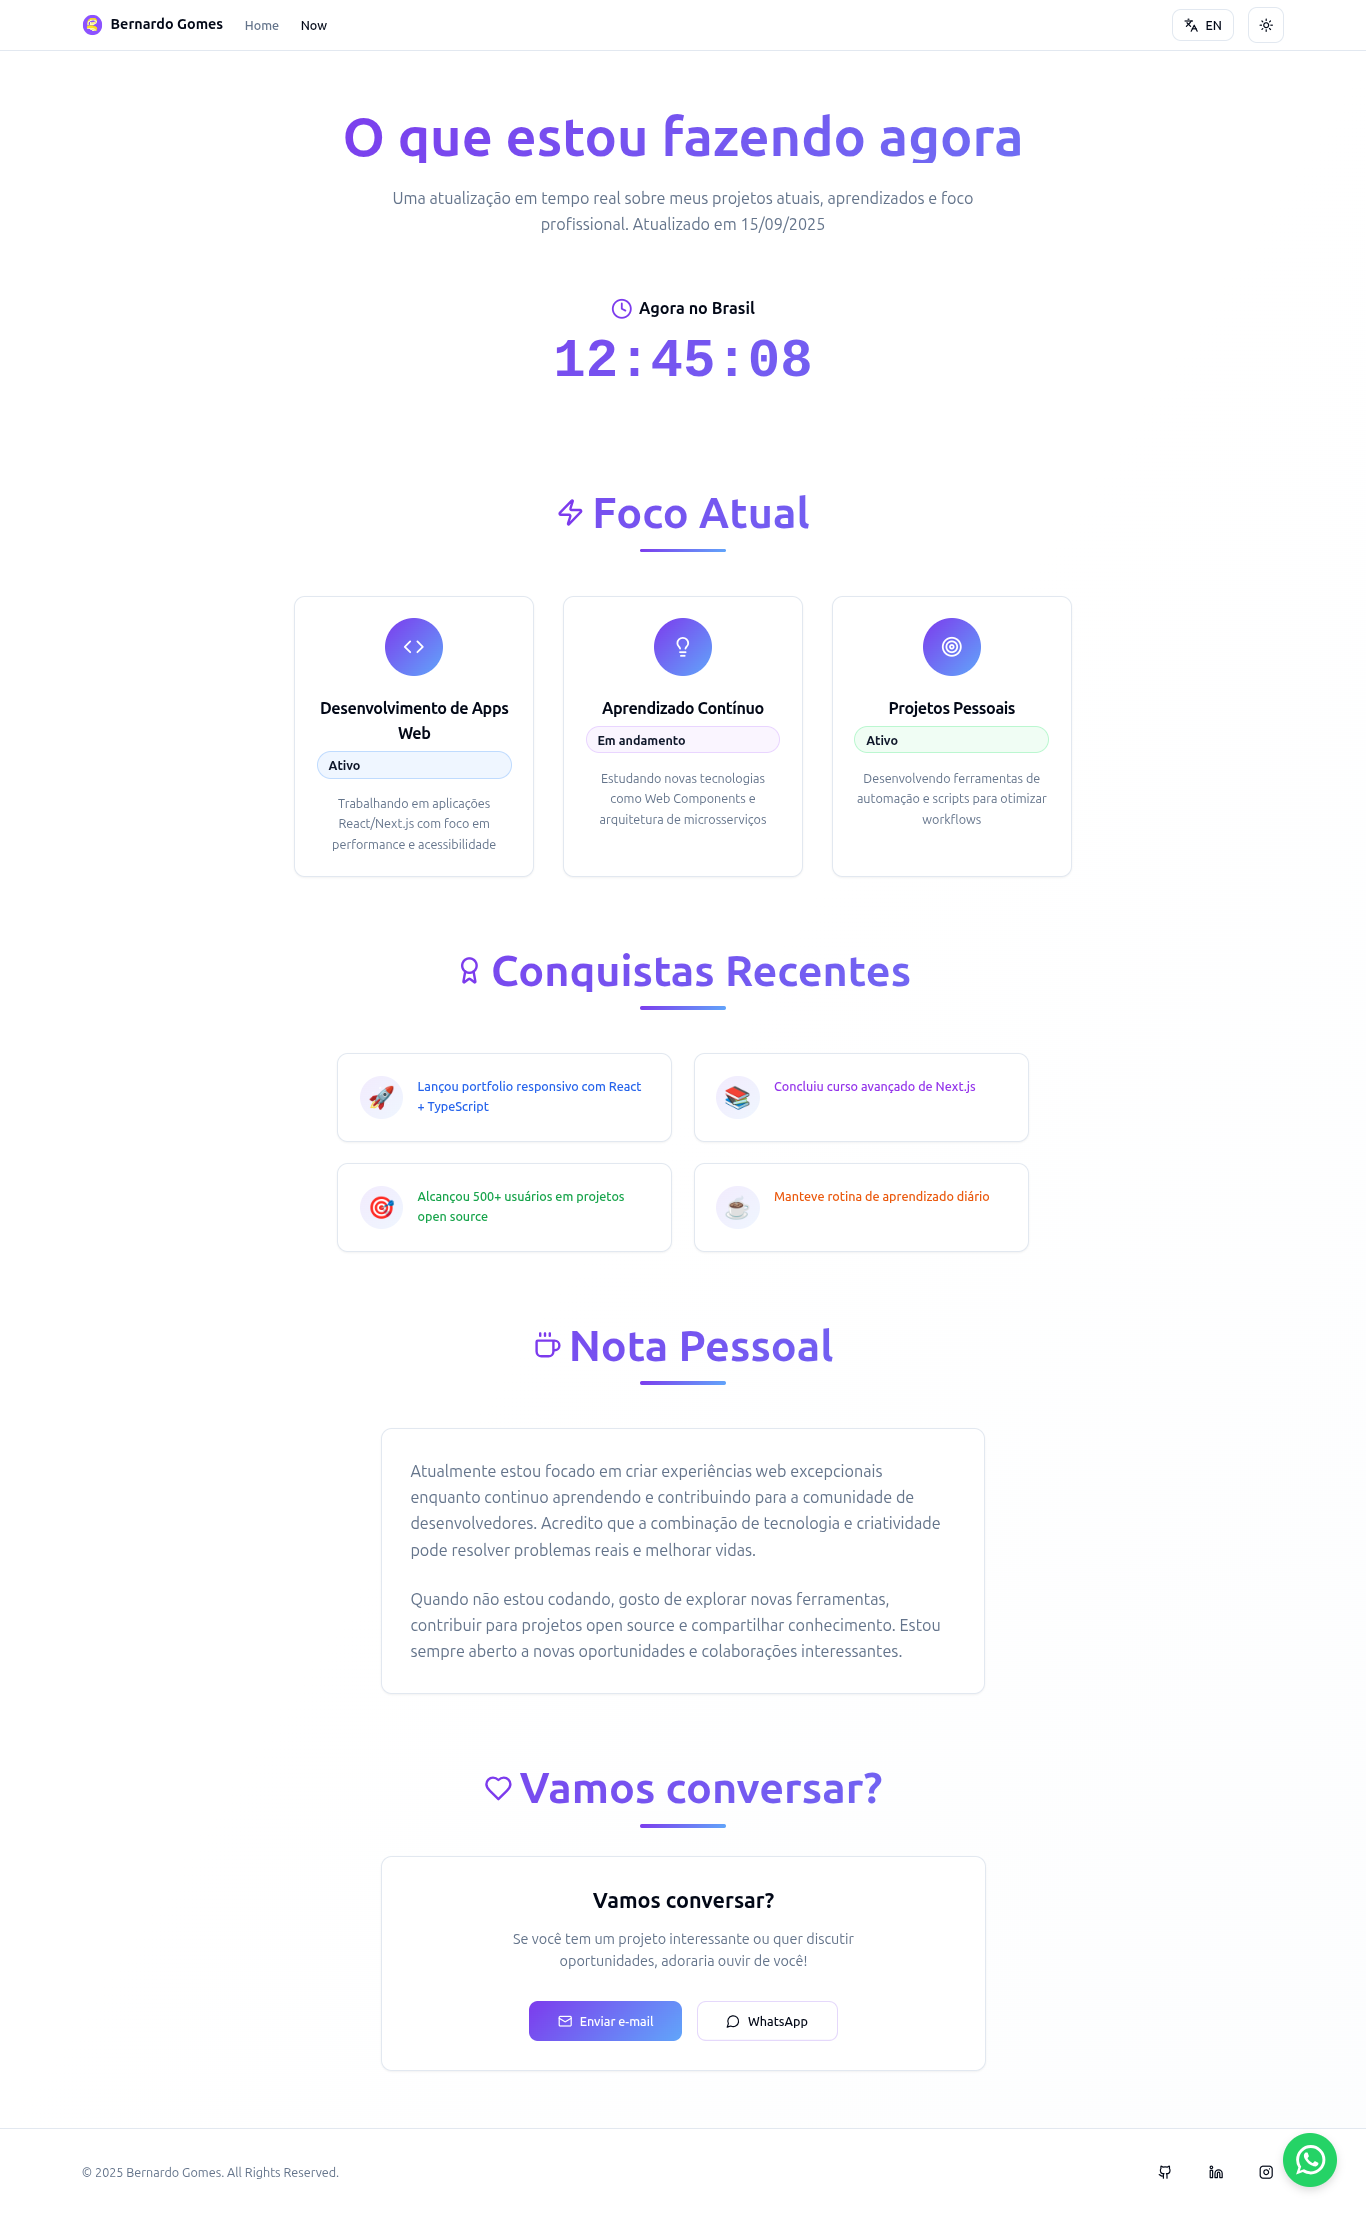 Bernardo Gomes Home Now EN
O que estou fazendo agora
Uma atualização em tempo real sobre meus projetos atuais, aprendizados e foco
profissional. Atualizado em 15/09/2025
Agora no Brasil
12:45:08
Foco Atual
Desenvolvimento de Apps
Web
Ativo
Trabalhando em aplicações
React/Next.js com foco em
performance e acessibilidade
Aprendizado Contínuo
Em andamento
Estudando novas tecnologias
como Web Components e
arquitetura de microsserviços
Projetos Pessoais
Ativo
Desenvolvendo ferramentas de
automação e scripts para otimizar
workflows
Conquistas Recentes
Lançou portfolio responsivo com React
+ TypeScript
Concluiu curso avançado de Next.js
Alcançou 500+ usuários em projetos
open source
Manteve rotina de aprendizado diário
Nota Pessoal
Atualmente estou focado em criar experiências web excepcionais
enquanto continuo aprendendo e contribuindo para a comunidade de
desenvolvedores. Acredito que a combinação de tecnologia e criatividade
pode resolver problemas reais e melhorar vidas.
Quando não estou codando, gosto de explorar novas ferramentas,
contribuir para projetos open source e compartilhar conhecimento. Estou
sempre aberto a novas oportunidades e colaborações interessantes.
Vamos conversar?
Vamos conversar?
Se você tem um projeto interessante ou quer discutir
oportunidades, adoraria ouvir de você!
Enviar e-mail
WhatsApp
© 2025 Bernardo Gomes. All Rights Reserved.